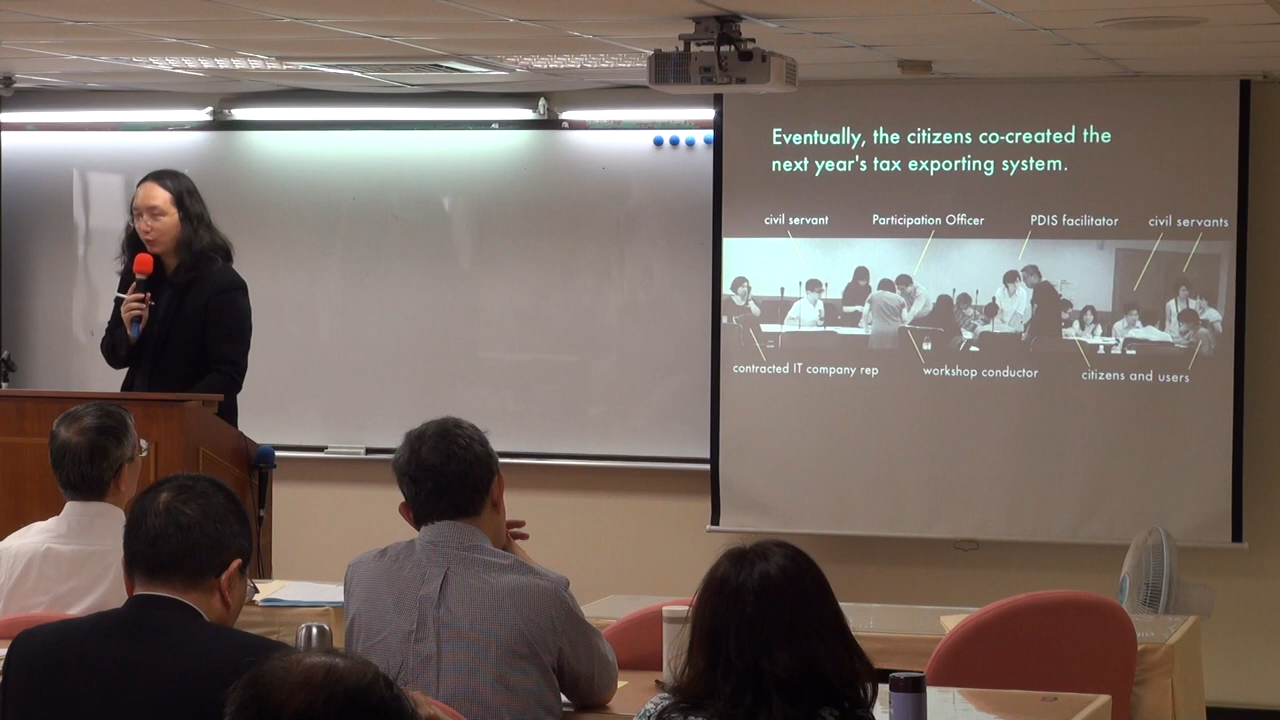 Eventually, the citizens co-created the
next year's tax exporting system.
civil servant
Participation Officer
PDIS facilitator
civil servants
contracted IT company rep
workshop conductor
citizens and users